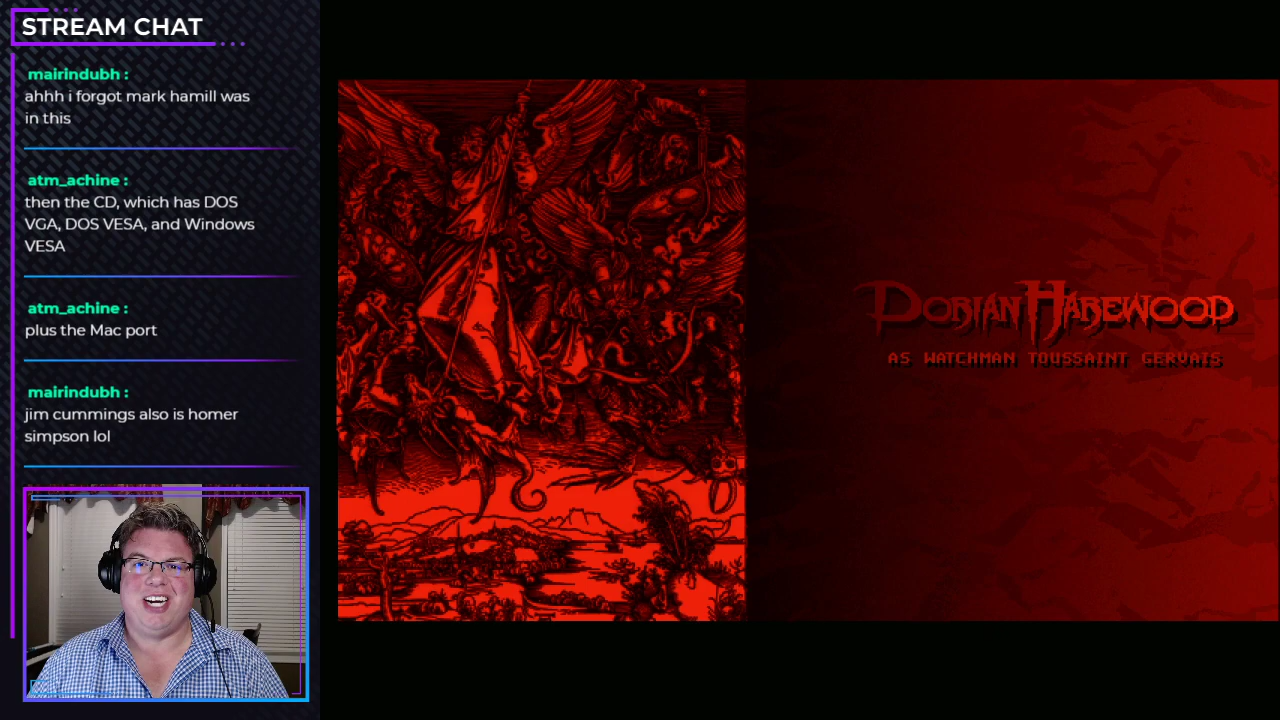 STREAM CHAT
mairindubh :
ahhh i forgot mark hamill was
in this
atm_achine :
then the CD, which has DOS
VGA, DOS VESA, and Windows
VESA
atm_achine :
plus the Mac port
mairindubh :
jim cummings also is homer
simpson lol
DORIAN HAREWOOD
AS WATCHMAN TOUSSAINT GERVAIS